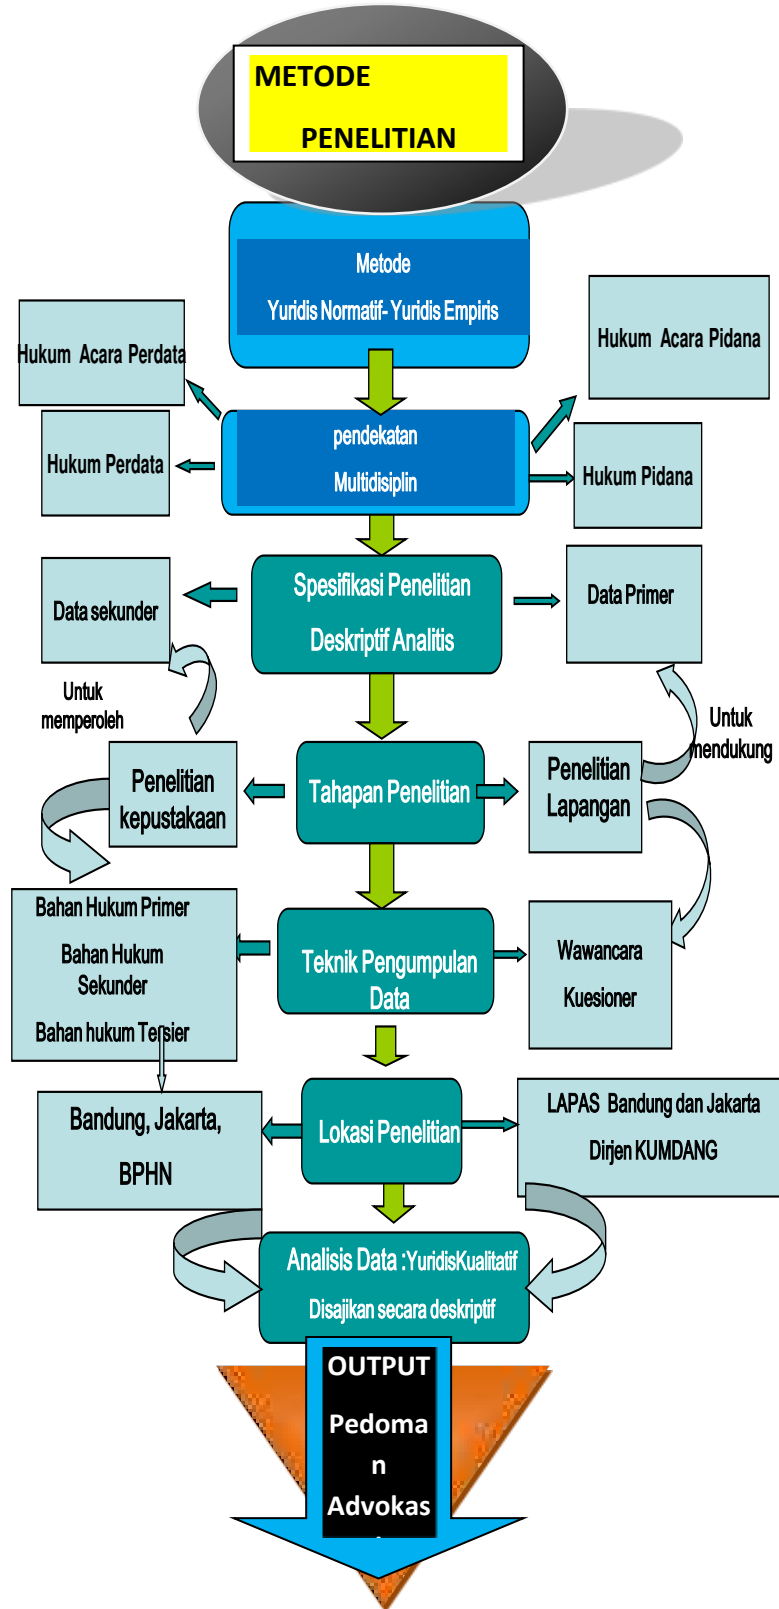 METODE
PENELITIAN
Metode
Yuridis Normatif- Yuridis Empiris
Hukum Acara Perdata
Hukum Acara Pidana
pendekatan
Multidisiplin
Hukum Perdata
Hukum Pidana
Spesifikasi Penelitian
Deskriptif Analitis
Data sekunder
Data Primer
Untuk
memperoleh
Untuk
mendukung
Penelitian
kepustakaan
Tahapan Penelitian
Penelitian
Lapangan
Bahan Hukum Primer
Bahan Hukum
Sekunder
Bahan hukum Tersier
Teknik Pengumpulan
Data
Wawancara
Kuesioner
Bandung, Jakarta,
BPHN
Lokasi Penelitian
LAPAS Bandung dan Jakarta
Dirjen KUMDANG
Analisis Data :YuridisKualitatif
Disajikan secara deskriptif
OUTPUT
Pedoma
n
Advokas